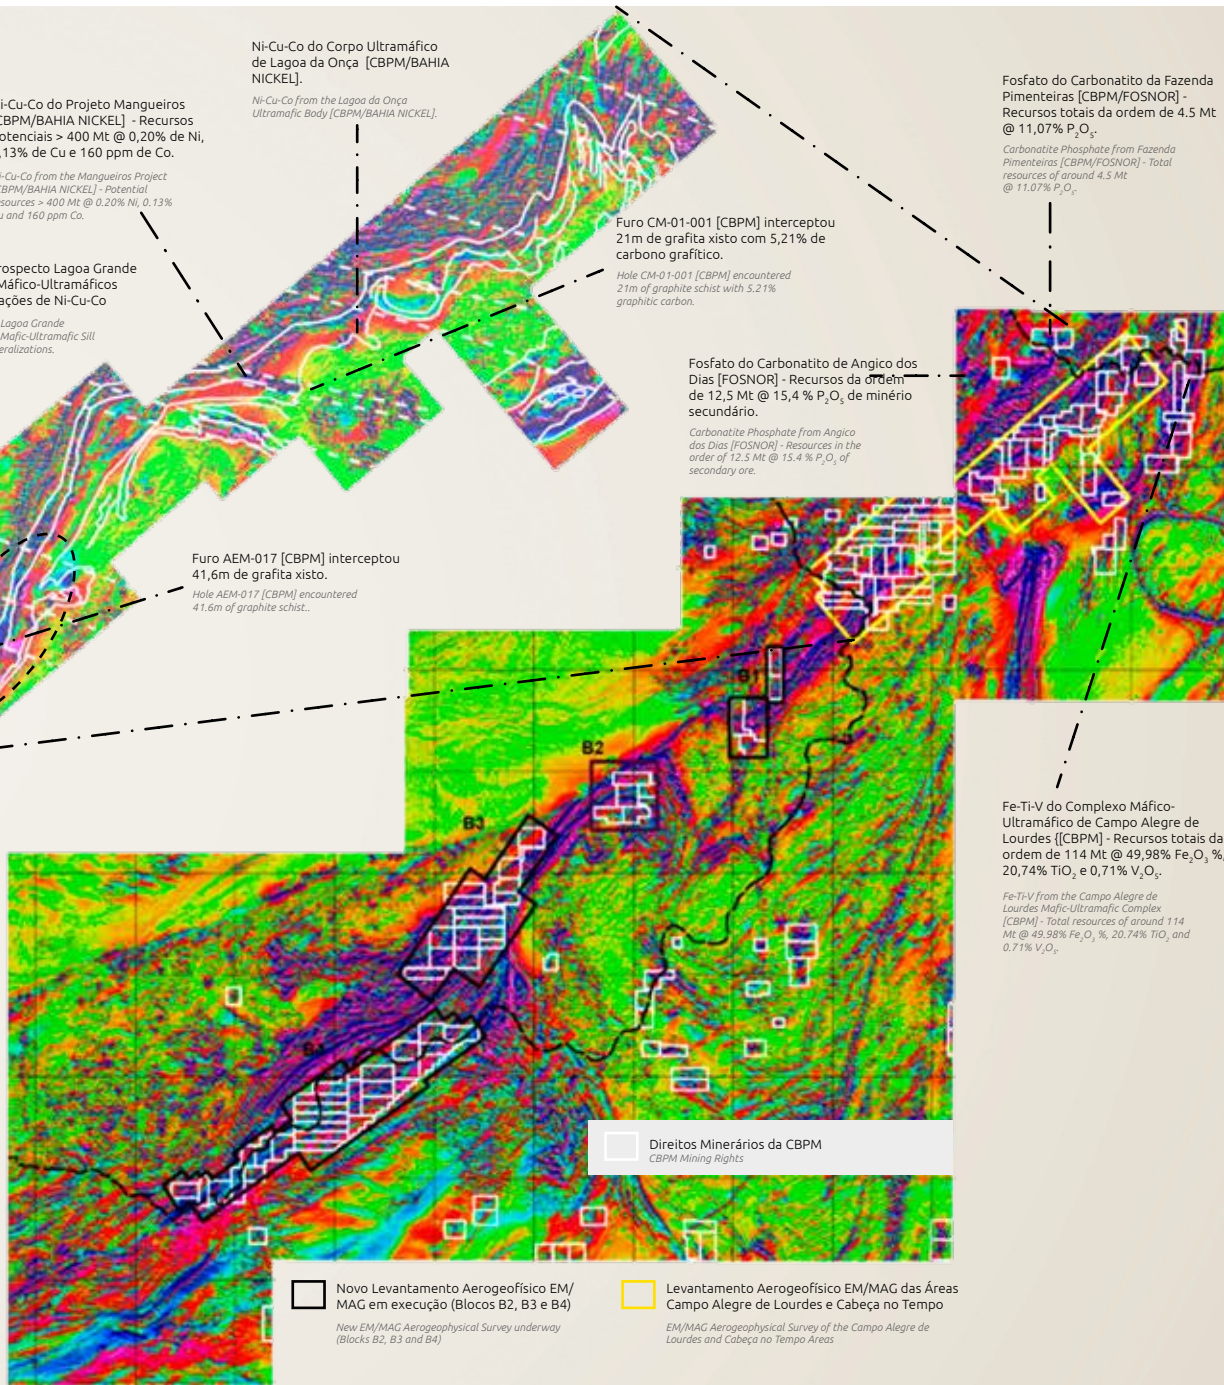 Ni-Cu-Co do Corpo Ultramáfico
de Lagoa da Onça [CBPM/BAHIA
NICKEL].
Ni-Cu-Co from the Lagoa da Onça
Ultramafic Body [CBPM/BAHIA NICKEL].
i-Cu-Co do Projeto Mangueiros
CBPM/BAHIA NICKEL] - Recursos
otenciais > 400 Mt @ 0,20% de Ni,
,13% de Cu e 160 ppm de Co.
i-Cu-Co from the Mangueiros Project
CBPM/BAHIA NICKEL] - Potential
esources > 400 Mt @ 0.20% Ni, 0.13%
u and 160 ppm Co.
rospecto Lagoa Grande
Máfico-Ultramáficos
ações de Ni-Cu-Co
Lagoa Grande
Mafic-Ultramafic Sill
eralizations.
Fosfato do Carbonatito da Fazenda
Pimenteiras [CBPM/FOSNOR] -
Recursos totais da ordem de 4.5 Mt
@ 11,07% P₂O₅.
Carbonatite Phosphate from Fazenda
Pimenteiras [CBPM/FOSNOR] - Total
resources of around 4.5 Mt
@ 11.07% P₂O₅.
Furo CM-01-001 [CBPM] interceptou
21m de grafita xisto com 5,21% de
carbono grafítico.
Hole CM-01-001 [CBPM] encountered
21m of graphite schist with 5.21%
graphitic carbon.
Fosfato do Carbonatito de Angico dos
Dias [FOSNOR] - Recursos da ordem
de 12,5 Mt @ 15,4 % P₂O₅ de minério
secundário.
Carbonatite Phosphate from Angico
dos Dias [FOSNOR] - Resources in the
order of 12.5 Mt @ 15.4 % P₂O₅ of
secondary ore.
Furo AEM-017 [CBPM] interceptou
41,6m de grafita xisto.
Hole AEM-017 [CBPM] encountered
41.6m of graphite schist..
B1
B2
B3
B4
Fe-Ti-V do Complexo Máfico-
Ultramáfico de Campo Alegre de
Lourdes {[CBPM] - Recursos totais da
ordem de 114 Mt @ 49,98% Fe₂O₃ %,
20,74% TiO₂ e 0,71% V₂O₅.
Fe-Ti-V from the Campo Alegre de
Lourdes Mafic-Ultramafic Complex
[CBPM] - Total resources of around 114
Mt @ 49.98% Fe₂O₃ %, 20.74% TiO₂ and
0.71% V₂O₅.
Direitos Minerários da CBPM
CBPM Mining Rights
Novo Levantamento Aerogeofísico EM/
MAG em execução (Blocos B2, B3 e B4)
New EM/MAG Aerogeophysical Survey underway
(Blocks B2, B3 and B4)
Levantamento Aerogeofísico EM/MAG das Áreas
Campo Alegre de Lourdes e Cabeça no Tempo
EM/MAG Aerogeophysical Survey of the Campo Alegre de
Lourdes and Cabeça no Tempo Areas